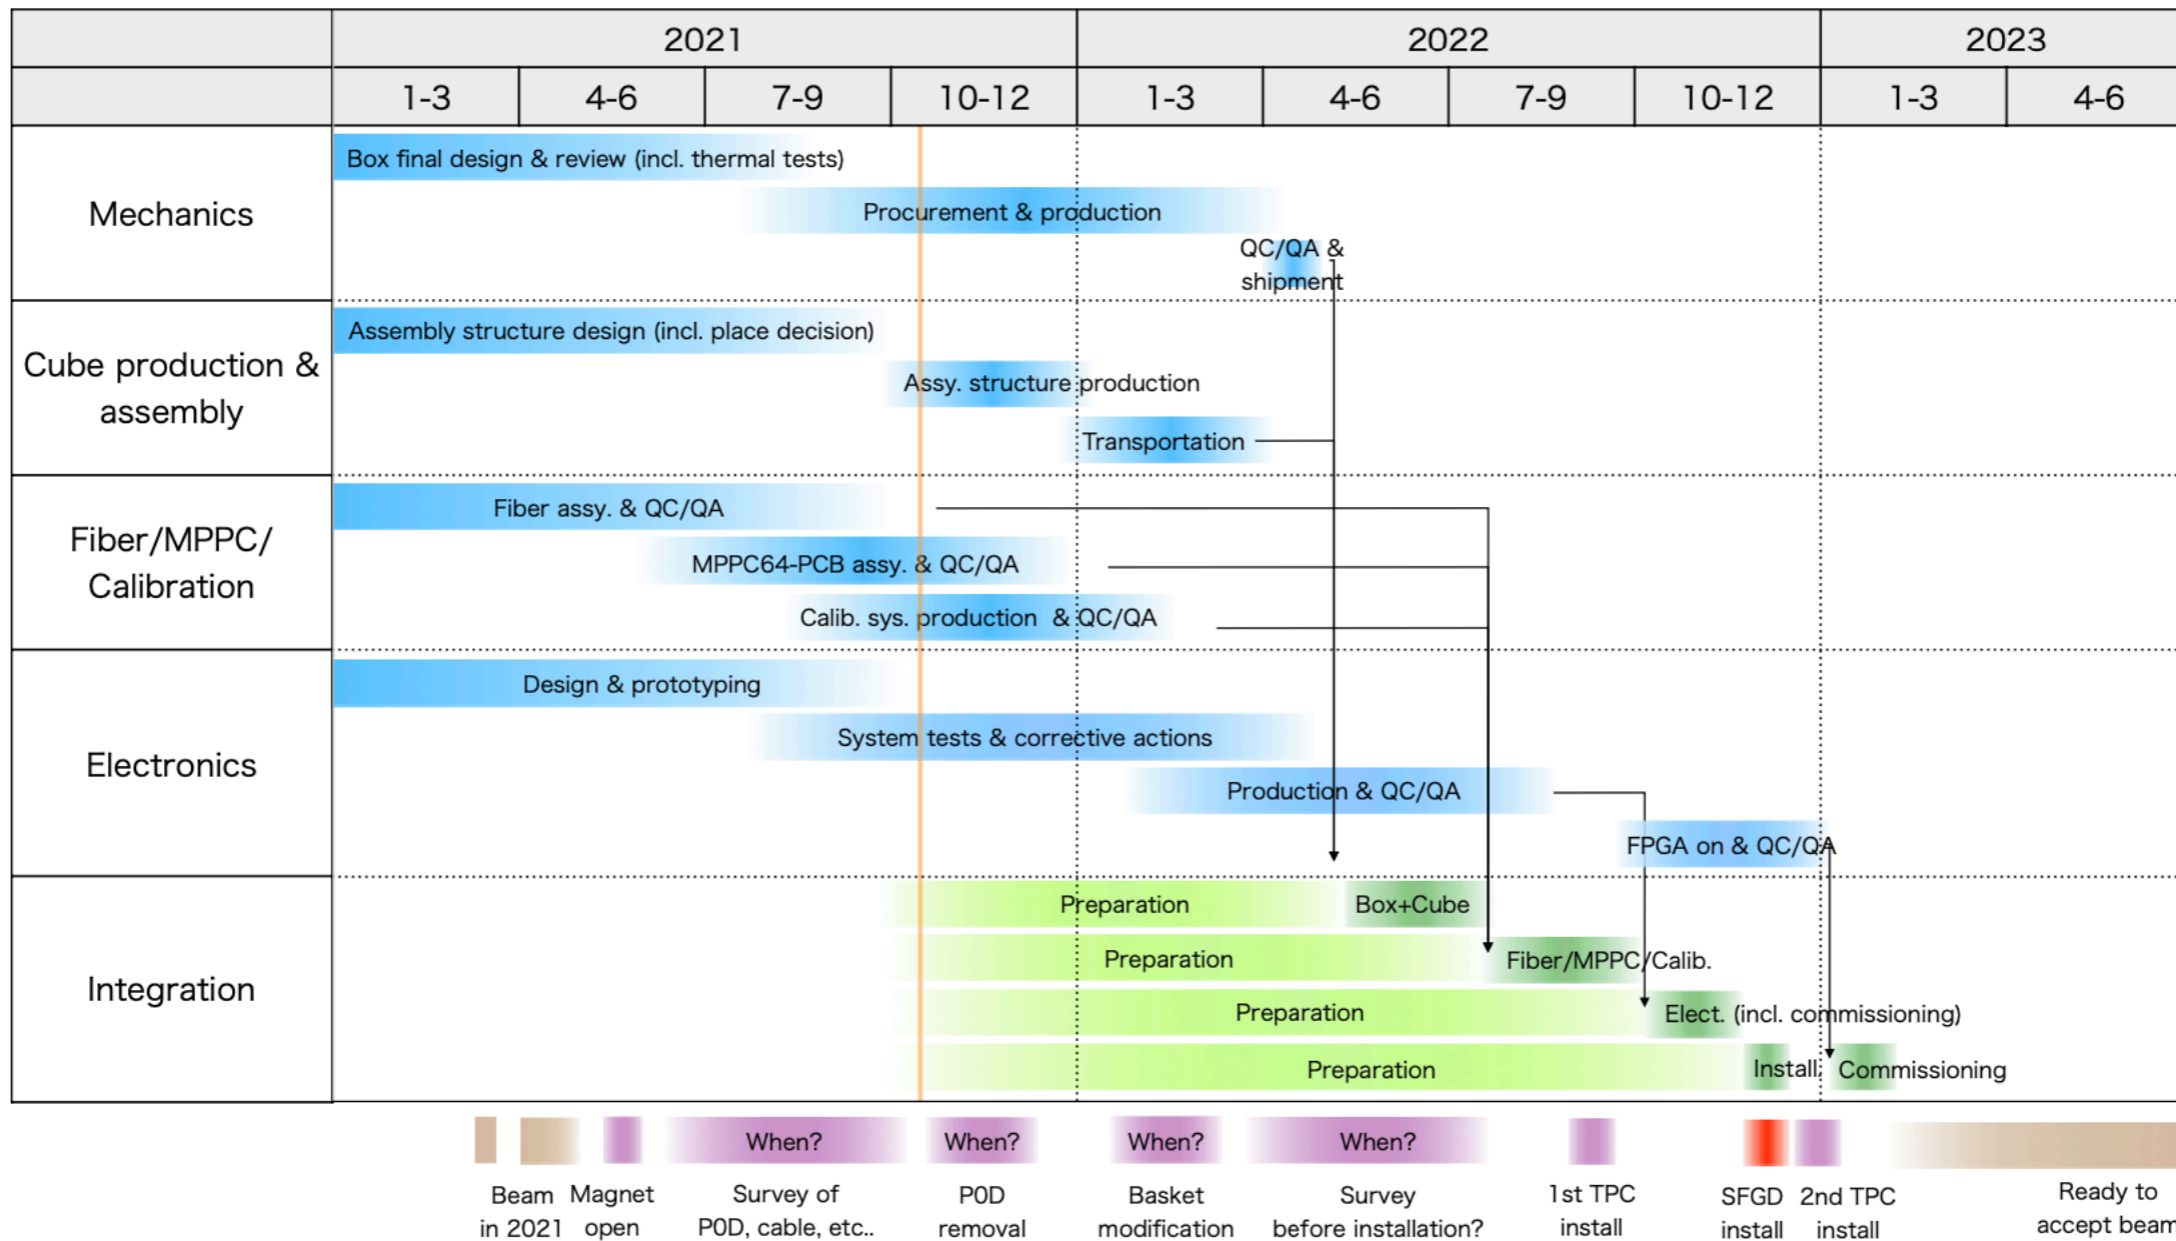 2021
2022
2023
1-3
4-6
7-9
10-12
1-3
4-6
7-9
10-12
1-3
4-6
Mechanics
Box final design & review (incl. thermal tests)
Procurement & production
QC/QA &
shipment
Cube production &
assembly
Assembly structure design (incl. place decision)
Assy. structure production
Transportation
Fiber/MPPC/
Calibration
Fiber assy. & QC/QA
MPPC64-PCB assy. & QC/QA
Calib. sys. production & QC/QA
Electronics
Design & prototyping
System tests & corrective actions
Production & QC/QA
FPGA on & QC/QA
Integration
Preparation
Box+Cube
Preparation
Fiber/MPPC/Calib.
Preparation
Elect. (incl. commissioning)
Preparation
Install.
Commissioning
When?
When?
When?
When?
Beam
in 2021
Magnet
open
Survey of
P0D, cable, etc..
P0D
removal
Basket
modification
Survey
before installation?
1st TPC
install
SFGD
install
2nd TPC
install
Ready to
accept beam